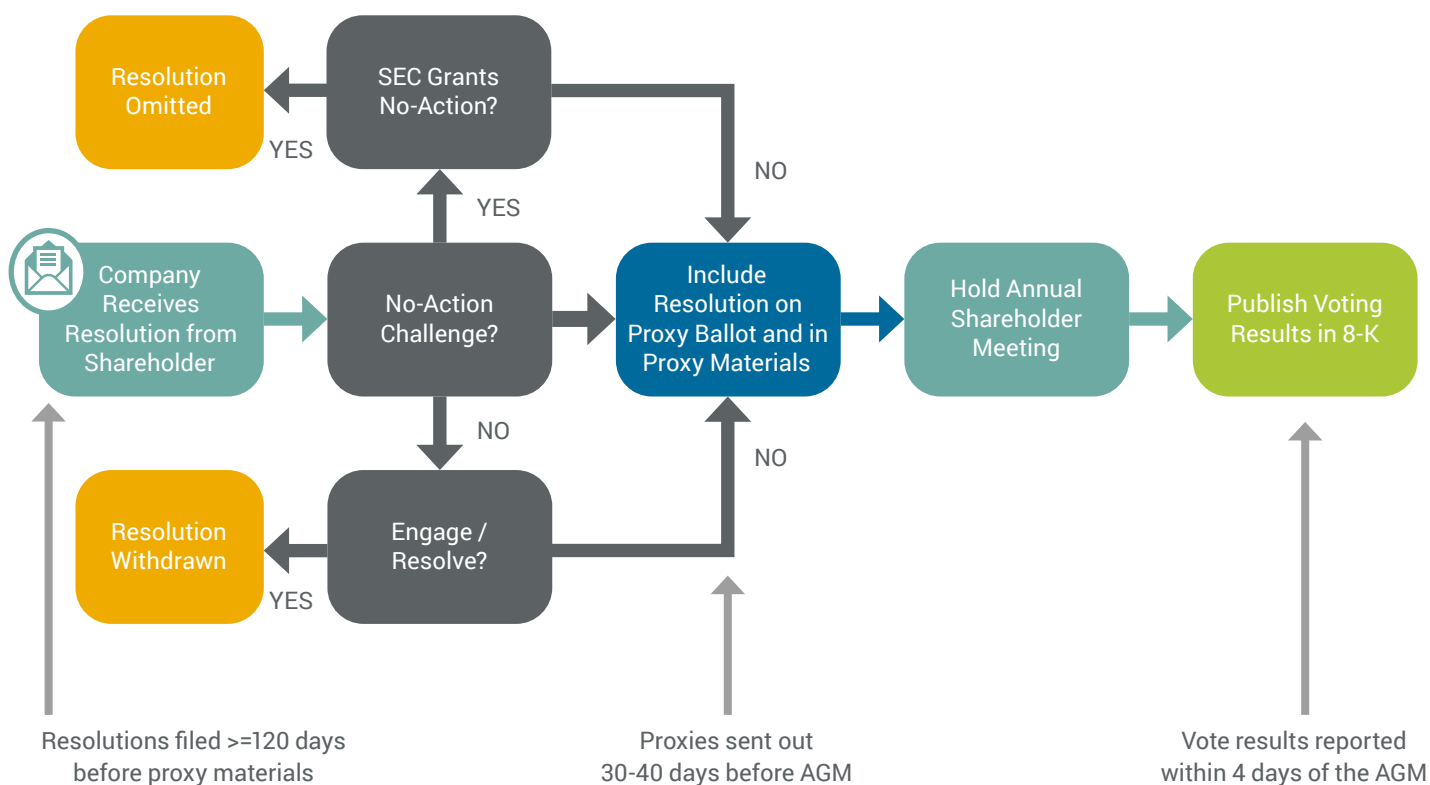 Resolution
Omitted
SEC Grants
No-Action?
YES
NO
YES
Company
Receives
Resolution from
Shareholder
No-Action
Challenge?
Include
Resolution on
Proxy Ballot and in
Proxy Materials
Hold Annual
Shareholder
Meeting
Publish Voting
Results in 8-K
NO
NO
Resolution
Withdrawn
Engage /
Resolve?
YES
Resolutions filed >=120 days
before proxy materials
Proxies sent out
30-40 days before AGM
Vote results reported
within 4 days of the AGM